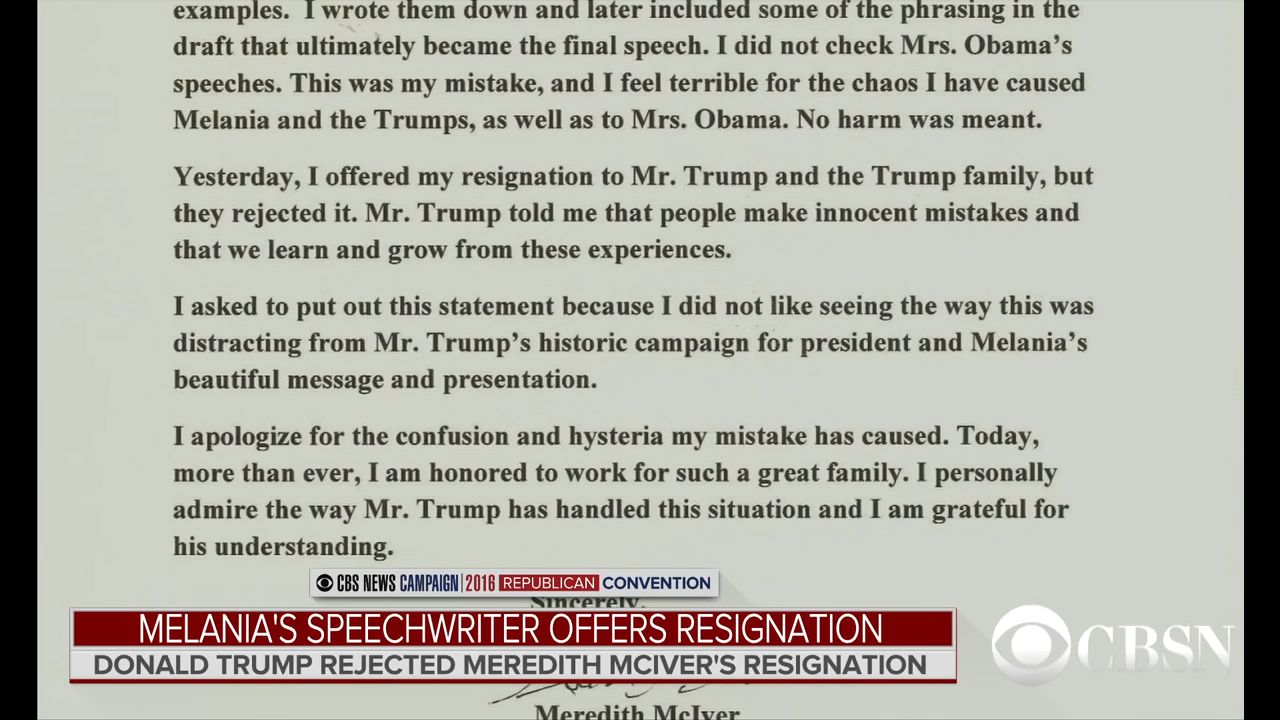 examples. I wrote them down and later included some of the phrasing in the
draft that ultimately became the final speech. I did not check Mrs. Obama's
speeches. This was my mistake, and I feel terrible for the chaos I have caused
Melania and the Trumps, as well as to Mrs. Obama. No harm was meant.
Yesterday, I offered my resignation to Mr. Trump and the Trump family, but
they rejected it. Mr. Trump told me that people make innocent mistakes and
that we learn and grow from these experiences.
I asked to put out this statement because I did not like seeing the way this was
distracting from Mr. Trump's historic campaign for president and Melania's
beautiful message and presentation.
I apologize for the confusion and hysteria my mistake has caused. Today,
more than ever, I am honored to work for such a great family. I personally
admire the way Mr. Trump has handled this situation and I am grateful for
his understanding.
CBS NEWS CAMPAIGN 2016 REPUBLICAN CONVENTION
Sincerely,
MELANIA'S SPEECHWRITER OFFERS RESIGNATION
DONALD TRUMP REJECTED MEREDITH MCIVER'S RESIGNATION
CBSN
Meredith McIver